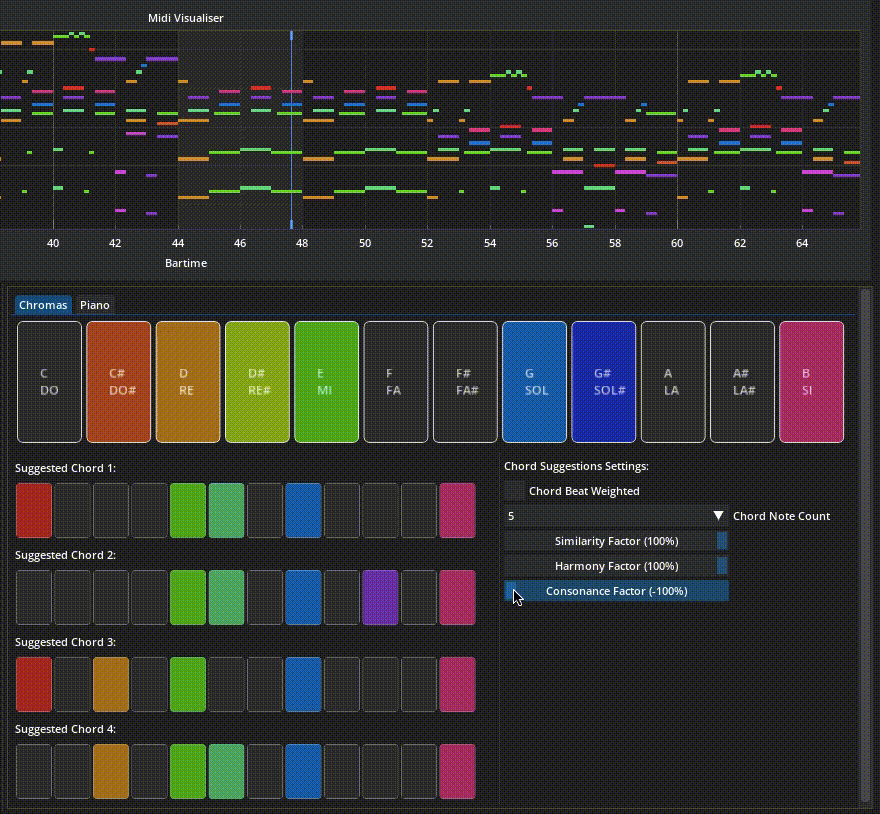 Midi Visualiser
40 42 44 46 48 50 52 54 56 58 60 62 64
Bartime
Chromas Piano
C C# D D# E F F# G G# A A# B
DO DO# RE RE# MI FA FA# SOL SOL# LA LA# SI
Suggested Chord 1:
Suggested Chord 2:
Suggested Chord 3:
Suggested Chord 4:
Chord Suggestions Settings:
Chord Beat Weighted
5 Chord Note Count
Similarity Factor (100%)
Harmony Factor (100%)
Consonance Factor (-100%)